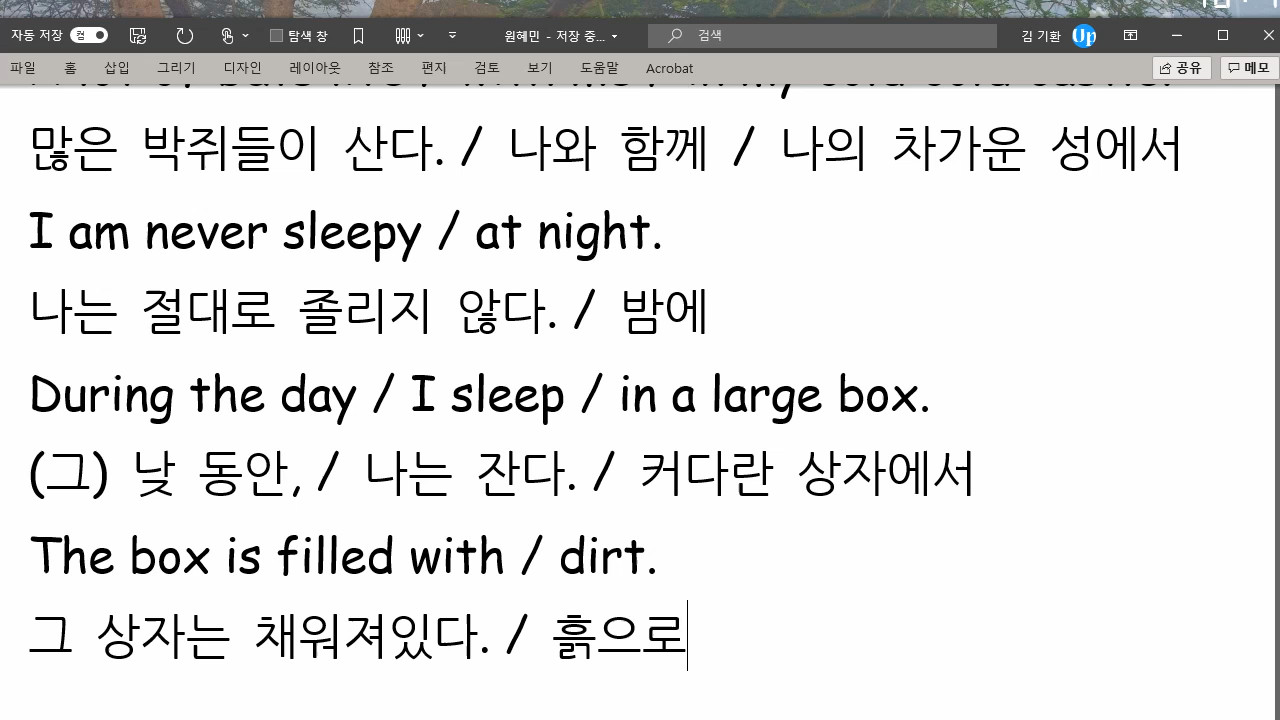 자동 저장 컴 탐색 창 원혜민 - 저장 중... 검색 김 기환 Up
파일 홈 삽입 그리기 디자인 레이아웃 참조 편지 검토 보기 도움말 Acrobat 공유 메모
많은 박쥐들이 산다. / 나와 함께 / 나의 차가운 성에서
I am never sleepy / at night.
나는 절대로 졸리지 않다. / 밤에
During the day / I sleep / in a large box.
(그) 낮 동안, / 나는 잔다. / 커다란 상자에서
The box is filled with / dirt.
그 상자는 채워져있다. / 흙으로